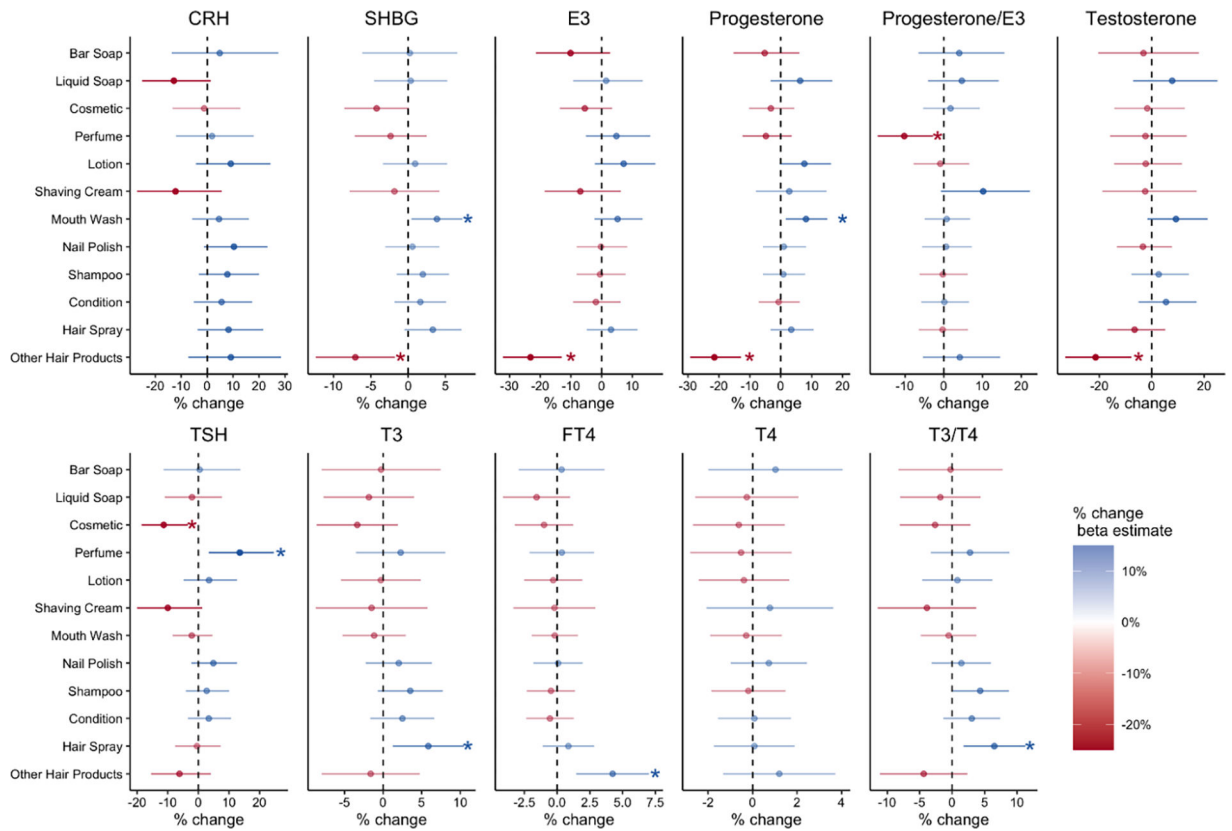 CRH SHBG E3 Progesterone Progesterone/E3 Testosterone
Bar Soap
Liquid Soap
Cosmetic
Perfume
Lotion
Shaving Cream
Mouth Wash
Nail Polish
Shampoo
Condition
Hair Spray
Other Hair Products
* * * * * * *
-20 -10 0 10 20 30 -10 -5 0 5 -30 -20 -10 0 10 -30 -20 -10 0 10 20 -10 0 10 20 -20 0 20
% change % change % change % change % change % change
TSH T3 FT4 T4 T3/T4
Bar Soap
Liquid Soap
Cosmetic
Perfume
Lotion
Shaving Cream
Mouth Wash
Nail Polish
Shampoo
Condition
Hair Spray
Other Hair Products
* * * * *
-20 -10 0 10 20 -5 0 5 10 -2.5 0.0 2.5 5.0 7.5 -2 0 2 4 -10 -5 0 5 10
% change % change % change % change % change
% change
beta estimate
10%
0%
-10%
-20%